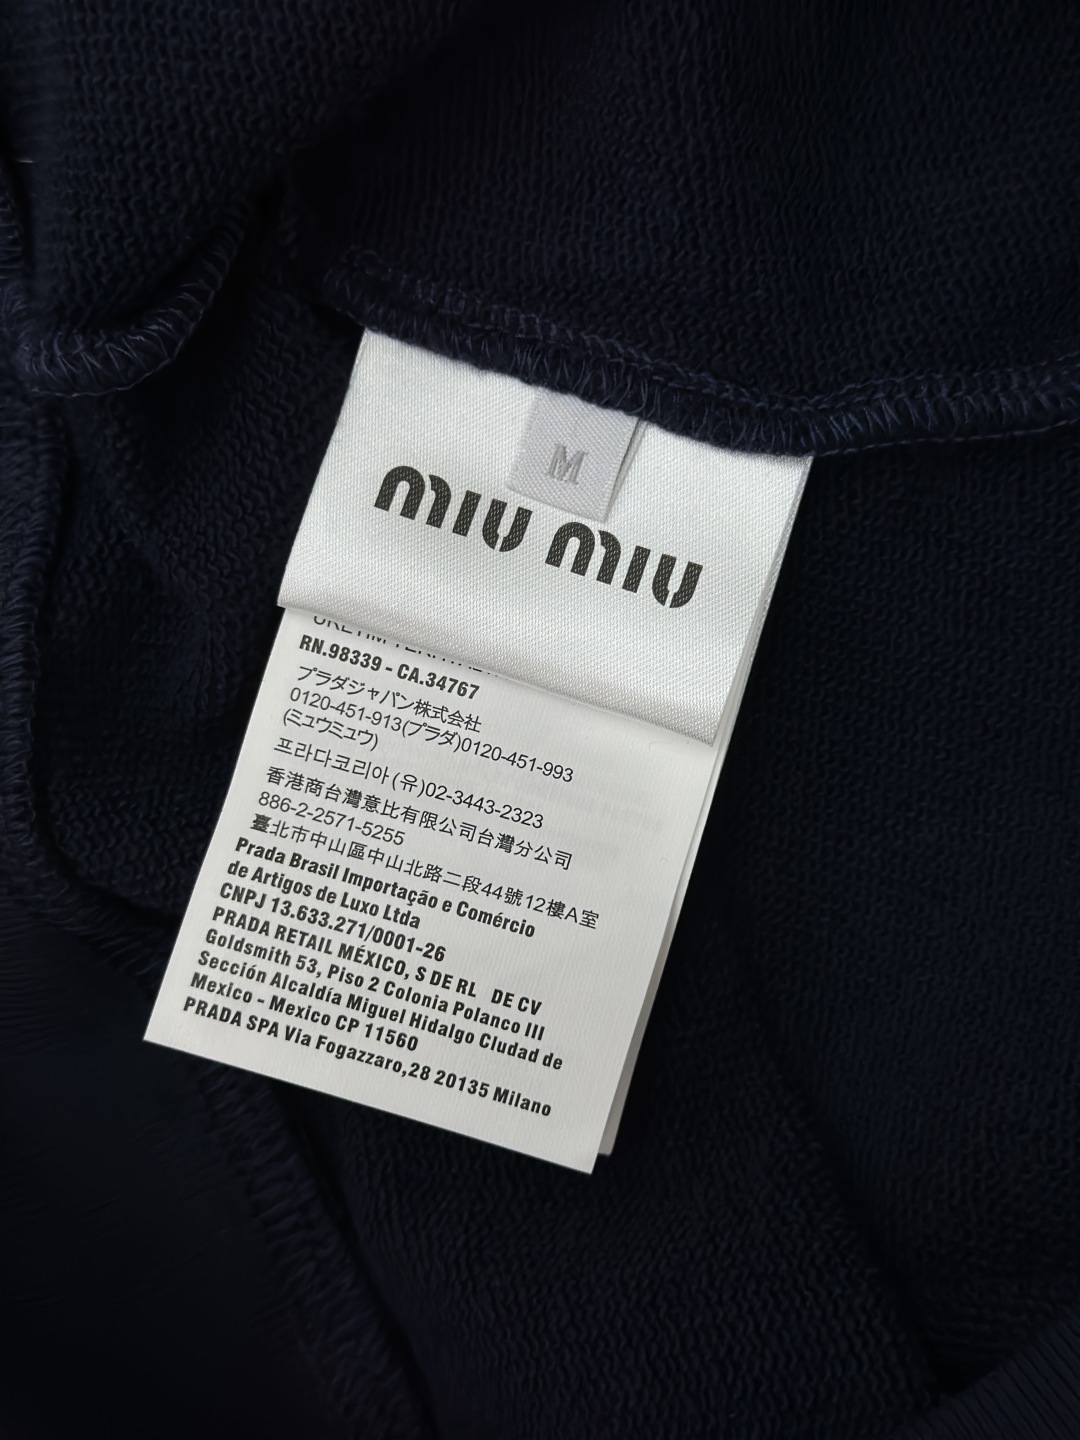 M
miu miu
RN.98339 - CA.34767
プラダジャパン株式会社
0120-451-913(プラダ)0120-451-993
(ミュウミュウ)
프라다코리아(유)02-3443-2323
香港商台灣意比有限公司台灣分公司
886-2-2571-5255
臺北市中山區中山北路二段44號12樓A室
Prada Brasil Importação e Comércio
de Artigos de Luxo Ltda
CNPJ 13.633.271/0001-26
PRADA RETAIL MÉXICO, S DE RL DE CV
Goldsmith 53, Piso 2 Colonia Polanco III
Sección Alcaldía Miguel Hidalgo Ciudad de
Mexico - Mexico CP 11560
PRADA SPA Via Fogazzaro,28 20135 Milano